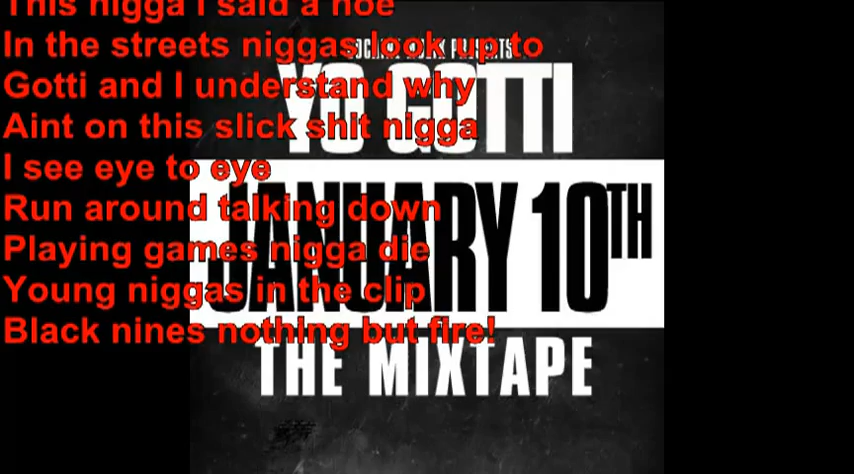 This nigga I said a hoe
In the streets niggas look up to
Gotti and I understand why
Aint on this slick shit nigga
I see eye to eye
Run around talking down
Playing games nigga die
Young niggas in the clip
Black nines nothing but fire!
YO GOTTI
JANUARY 10TH
THE MIXTAPE